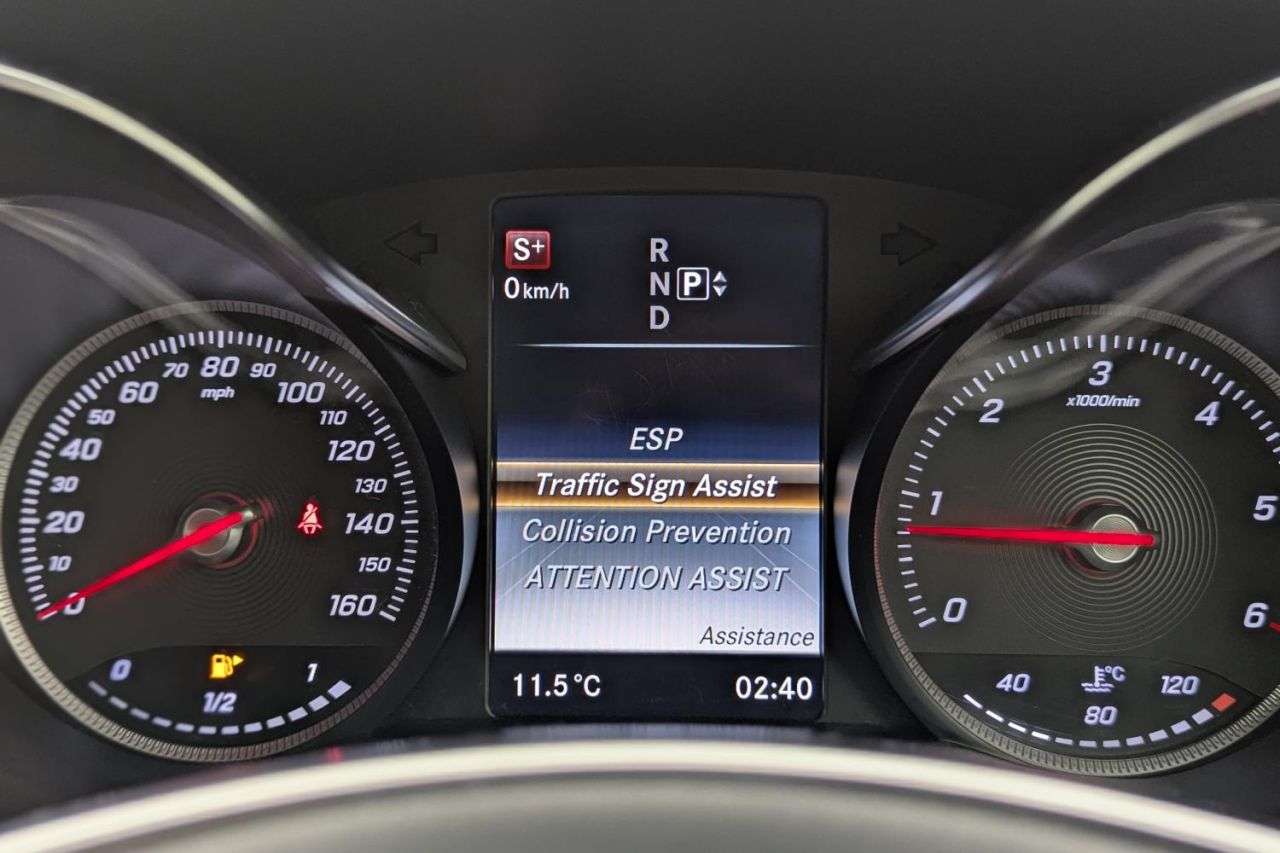 S+
0 km/h
R
N P
D
ESP
Traffic Sign Assist
Collision Prevention
ATTENTION ASSIST
Assistance
11.5°C 02:40
0
10
20
30
40
50
60
70
80
mph
90
100
110
120
130
140
150
160
0 1/2 1
0
1
2
3
x1000/min
4
5
6
40 °C 120
80